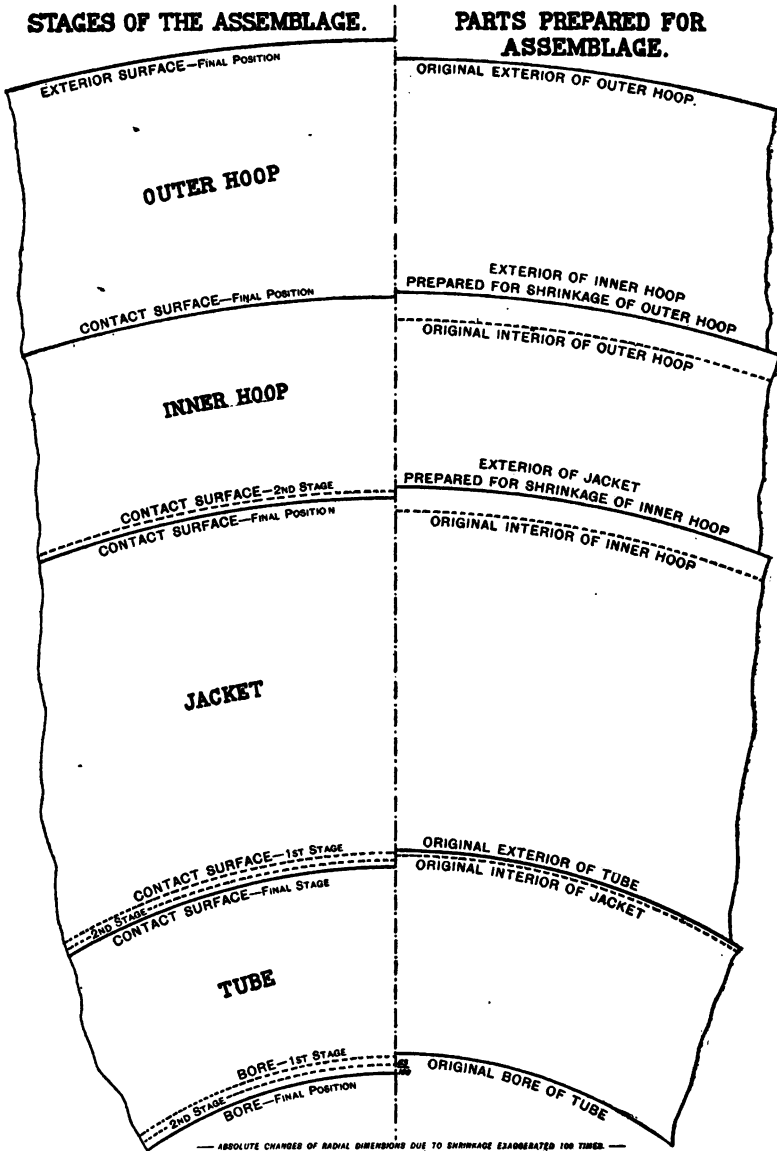 STAGES OF THE ASSEMBLAGE.
EXTERIOR SURFACE—FINAL POSITION
OUTER HOOP
CONTACT SURFACE—FINAL POSITION
INNER HOOP
CONTACT SURFACE—2ND STAGE
CONTACT SURFACE—FINAL POSITION
JACKET
CONTACT SURFACE—1ST STAGE
2ND STAGE
CONTACT SURFACE—FINAL STAGE
TUBE
BORE—1ST STAGE
2ND STAGE
BORE—FINAL POSITION
PARTS PREPARED FOR
ASSEMBLAGE.
ORIGINAL EXTERIOR OF OUTER HOOP.
EXTERIOR OF INNER HOOP
PREPARED FOR SHRINKAGE OF OUTER HOOP
ORIGINAL INTERIOR OF OUTER HOOP
EXTERIOR OF JACKET
PREPARED FOR SHRINKAGE OF INNER HOOP
ORIGINAL INTERIOR OF INNER HOOP
ORIGINAL EXTERIOR OF TUBE
ORIGINAL INTERIOR OF JACKET
ORIGINAL BORE OF TUBE
— ABSOLUTE CHANGES OF RADIAL DIMENSIONS DUE TO SHRINKAGE EXAGGERATED 100 TIMES. —